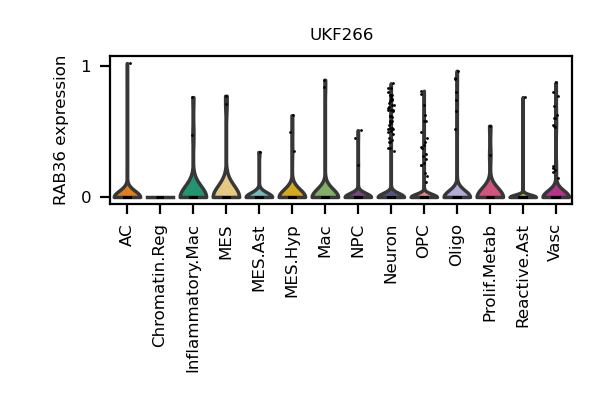 UKF266
RAB36 expression
1
0
AC
Chromatin.Reg
Inflammatory.Mac
MES
MES.Ast
MES.Hyp
Mac
NPC
Neuron
OPC
Oligo
Prolif.Metab
Reactive.Ast
Vasc